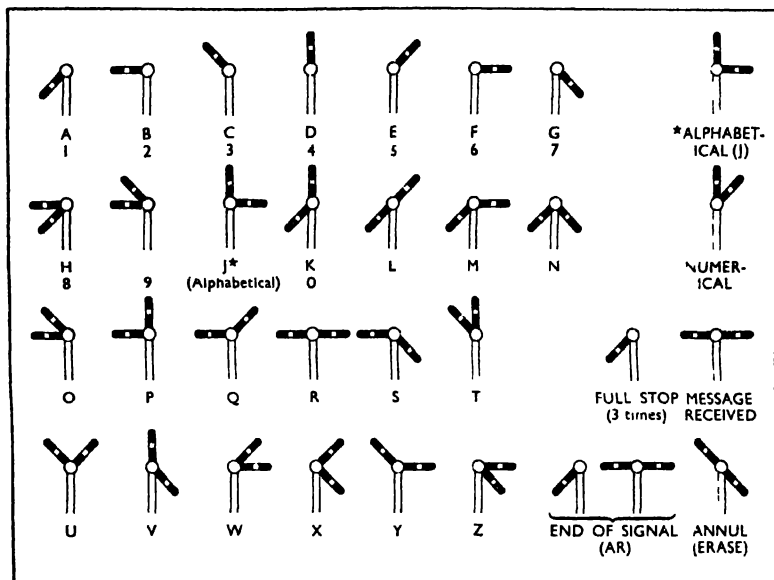 A B C D E F G *ALPHABET-
1 2 3 4 5 6 7 ICAL (J)
H J* K L M N NUMER-
8 9 (Alphabetical) 0 ICAL
O P Q R S T FULL STOP MESSAGE
(3 times) RECEIVED
U V W X Y Z END OF SIGNAL ANNUL
(AR) (ERASE)